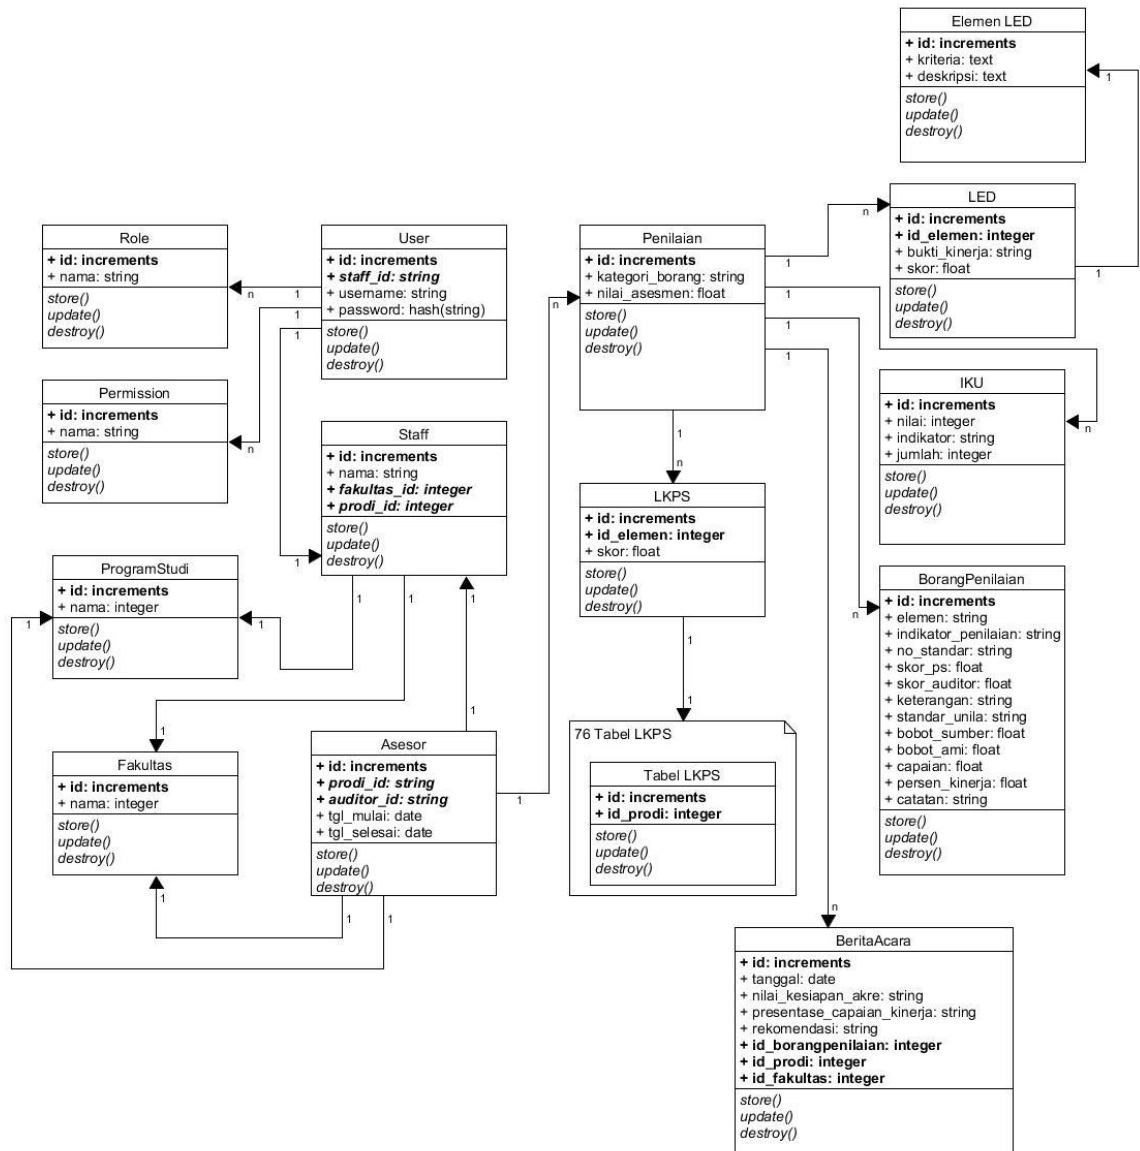 Elemen LED
+ id: increments
+ kriteria: text
+ deskripsi: text
store()
update()
destroy()
1
1
LED
+ id: increments
+ id_elemen: integer
+ bukti_kinerja: string
+ skor: float
store()
update()
destroy()
Role
+ id: increments
+ nama: string
store()
update()
destroy()
User
+ id: increments
+ staff_id: string
+ username: string
+ password: hash(string)
store()
update()
destroy()
1
n
1
n
1
1
Penilaian
+ id: increments
+ kategori_borang: string
+ nilai_asesmen: float
store()
update()
destroy()
1
n
1
n
1
n
1
n
1
n
Permission
+ id: increments
+ nama: string
store()
update()
destroy()
Staff
+ id: increments
+ nama: string
+ fakultas_id: integer
+ prodi_id: integer
store()
update()
destroy()
1
1
1
1
IKU
+ id: increments
+ nilai: integer
+ indikator: string
+ jumlah: integer
store()
update()
destroy()
LKPS
+ id: increments
+ id_elemen: integer
+ skor: float
store()
update()
destroy()
1
1
ProgramStudi
+ id: increments
+ nama: integer
store()
update()
destroy()
BorangPenilaian
+ id: increments
+ elemen: string
+ indikator_penilaian: string
+ no_standar: string
+ skor_ps: float
+ skor_auditor: float
+ keterangan: string
+ standar_unila: string
+ bobot_sumber: float
+ bobot_ami: float
+ capaian: float
+ persen_kinerja: float
+ catatan: string
store()
update()
destroy()
Fakultas
+ id: increments
+ nama: integer
store()
update()
destroy()
Asesor
+ id: increments
+ prodi_id: string
+ auditor_id: string
+ tgl_mulai: date
+ tgl_selesai: date
store()
update()
destroy()
1
1
1
n
1
1
1
1
76 Tabel LKPS
Tabel LKPS
+ id: increments
+ id_prodi: integer
store()
update()
destroy()
BeritaAcara
+ id: increments
+ tanggal: date
+ nilai_kesiapan_akre: string
+ presentase_capaian_kinerja: string
+ rekomendasi: string
+ id_borangpenilaian: integer
+ id_prodi: integer
+ id_fakultas: integer
store()
update()
destroy()